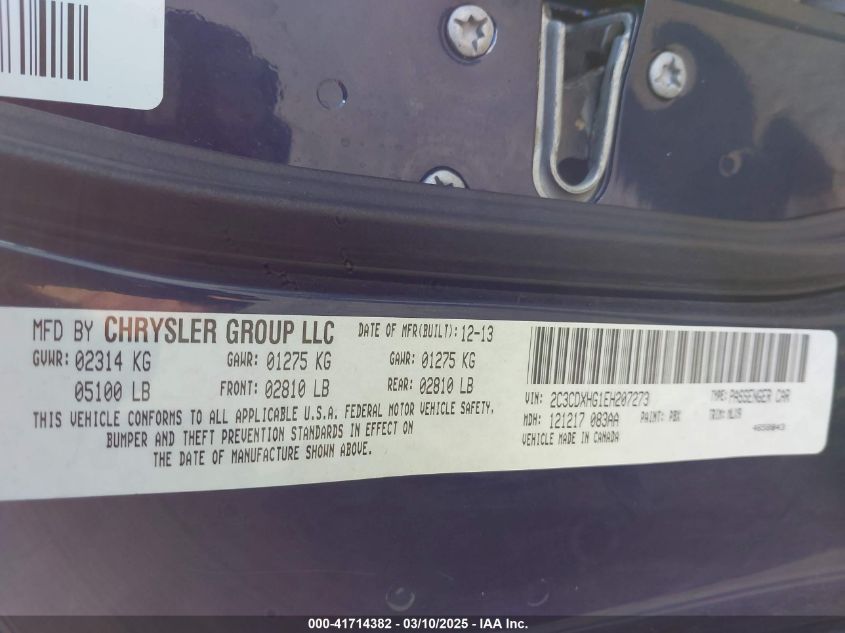 MFD BY CHRYSLER GROUP LLC DATE OF MFR(BUILT): 12-13
GVWR: 02314 KG GAWR: 01275 KG GAWR: 01275 KG
05100 LB FRONT: 02810 LB REAR: 02810 LB
THIS VEHICLE CONFORMS TO ALL APPLICABLE U.S.A. FEDERAL MOTOR VEHICLE SAFETY,
BUMPER AND THEFT PREVENTION STANDARDS IN EFFECT ON
THE DATE OF MANUFACTURE SHOWN ABOVE.
VIN: 2C3CDXHG1EH207273 TYPE: PASSENGER CAR
MDH: 121217 083AA PAINT: PBX TRIM:
VEHICLE MADE IN CANADA
000-41714382 - 03/10/2025 - IAA Inc.